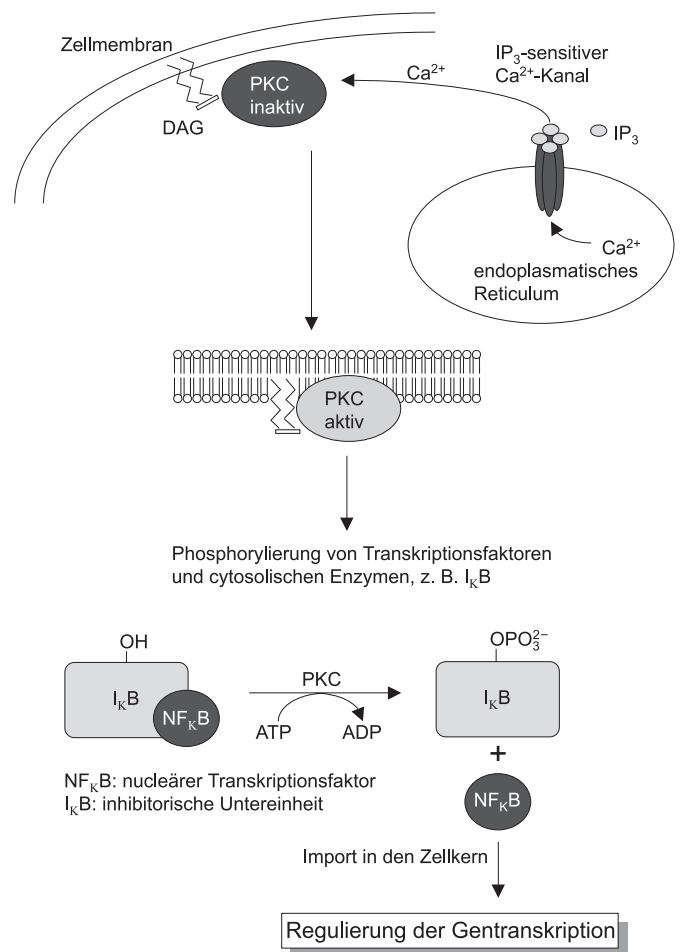 Zellmembran
PKC
inaktiv
DAG
Ca²⁺
IP₃-sensitiver
Ca²⁺-Kanal
IP₃
Ca²⁺
endoplasmatisches
Reticulum
PKC
aktiv
Phosphorylierung von Transkriptionsfaktoren
und cytosolischen Enzymen, z. B. IκB
OH
IκB
NFκB
PKC
ATP
ADP
OPO₃²⁻
IκB
+
NFκB
NFκB: nucleärer Transkriptionsfaktor
IκB: inhibitorische Untereinheit
Import in den Zellkern
Regulierung der Gentranskription